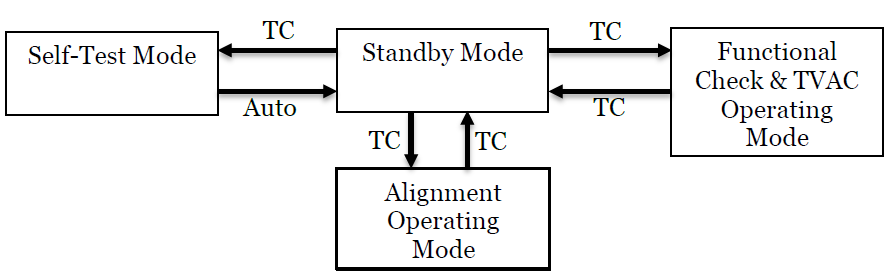 TC
TC
Self-Test Mode
Standby Mode
Functional
Check & TVAC
Operating
Mode
Auto
TC
TC
TC
Alignment
Operating
Mode